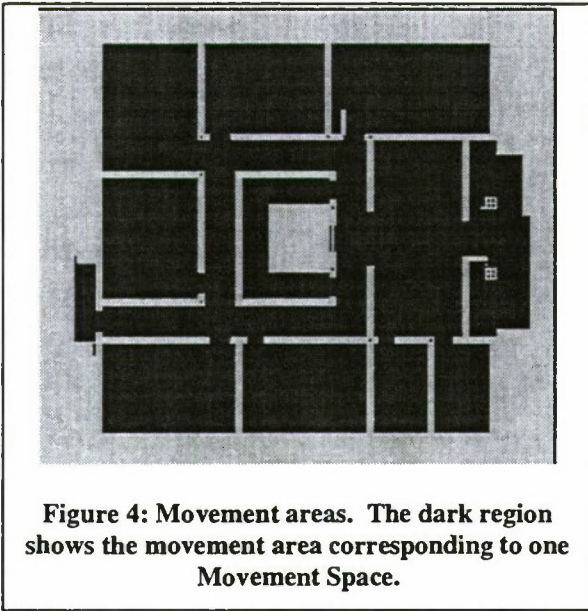 Figure 4: Movement areas. The dark region
shows the movement area corresponding to one
Movement Space.